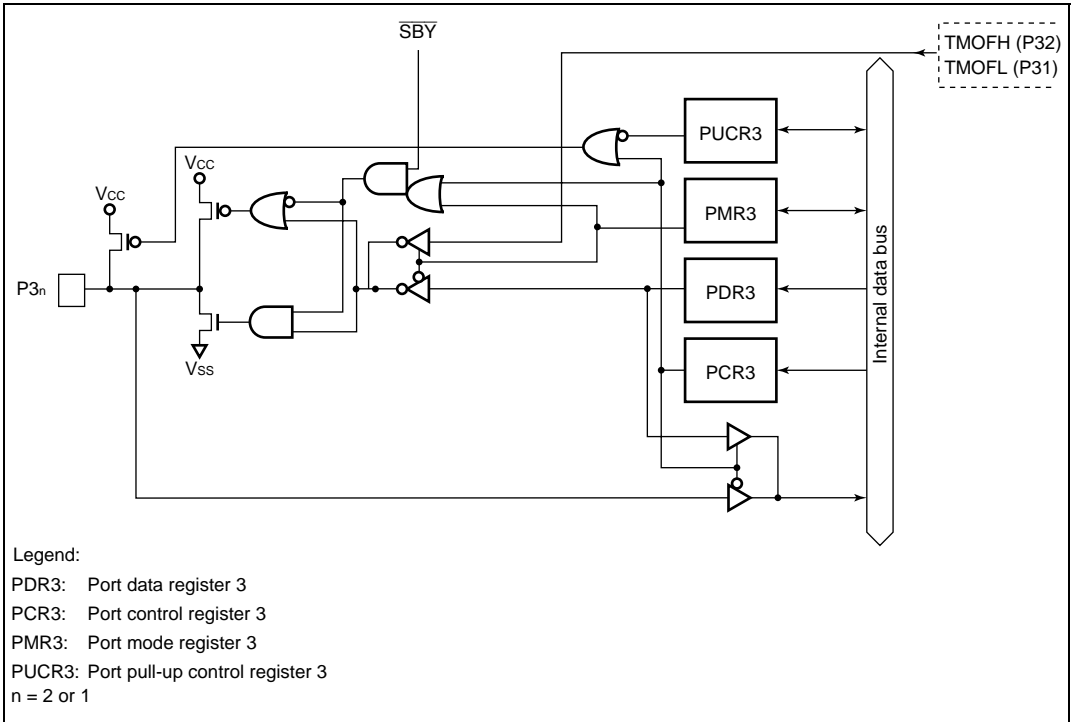 SBY
TMOFH (P32)
TMOFL (P31)
PUCR3
VCC
VCC
PMR3
P3n
PDR3
VSS
PCR3
Internal data bus
Legend:
PDR3: Port data register 3
PCR3: Port control register 3
PMR3: Port mode register 3
PUCR3: Port pull-up control register 3
n = 2 or 1